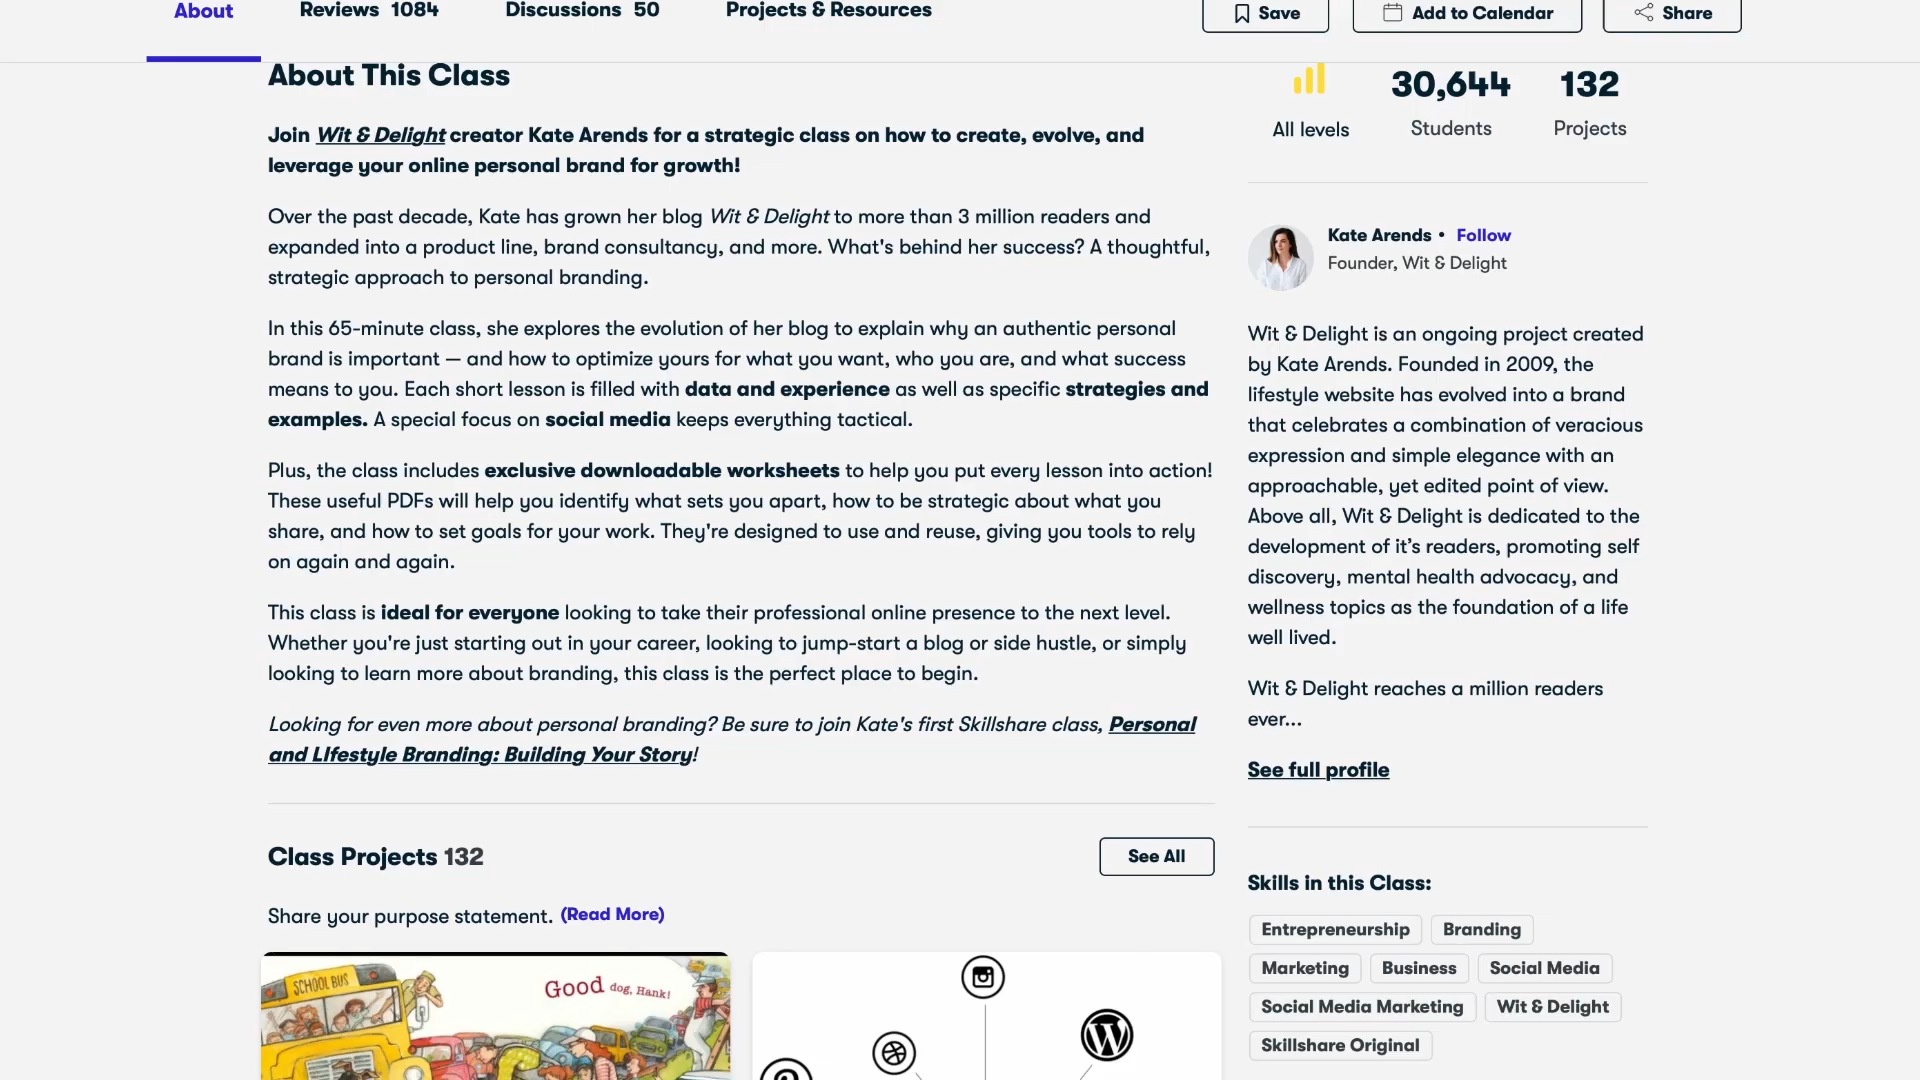 About
Reviews 1084
Discussions 50
Projects & Resources
Save
Add to Calendar
Share
About This Class
Join Wit & Delight creator Kate Arends for a strategic class on how to create, evolve, and
leverage your online personal brand for growth!
Over the past decade, Kate has grown her blog Wit & Delight to more than 3 million readers and
expanded into a product line, brand consultancy, and more. What's behind her success? A thoughtful,
strategic approach to personal branding.
In this 65-minute class, she explores the evolution of her blog to explain why an authentic personal
brand is important — and how to optimize yours for what you want, who you are, and what success
means to you. Each short lesson is filled with data and experience as well as specific strategies and
examples. A special focus on social media keeps everything tactical.
Plus, the class includes exclusive downloadable worksheets to help you put every lesson into action!
These useful PDFs will help you identify what sets you apart, how to be strategic about what you
share, and how to set goals for your work. They're designed to use and reuse, giving you tools to rely
on again and again.
This class is ideal for everyone looking to take their professional online presence to the next level.
Whether you're just starting out in your career, looking to jump-start a blog or side hustle, or simply
looking to learn more about branding, this class is the perfect place to begin.
Looking for even more about personal branding? Be sure to join Kate's first Skillshare class, Personal
and LIfestyle Branding: Building Your Story!
Class Projects 132
See All
Share your purpose statement. (Read More)
SCHOOL BUS
Good dog, Hank!
All levels
30,644
Students
132
Projects
Kate Arends • Follow
Founder, Wit & Delight
Wit & Delight is an ongoing project created
by Kate Arends. Founded in 2009, the
lifestyle website has evolved into a brand
that celebrates a combination of veracious
expression and simple elegance with an
approachable, yet edited point of view.
Above all, Wit & Delight is dedicated to the
development of it’s readers, promoting self
discovery, mental health advocacy, and
wellness topics as the foundation of a life
well lived.
Wit & Delight reaches a million readers
ever...
See full profile
Skills in this Class:
Entrepreneurship
Branding
Marketing
Business
Social Media
Social Media Marketing
Wit & Delight
Skillshare Original